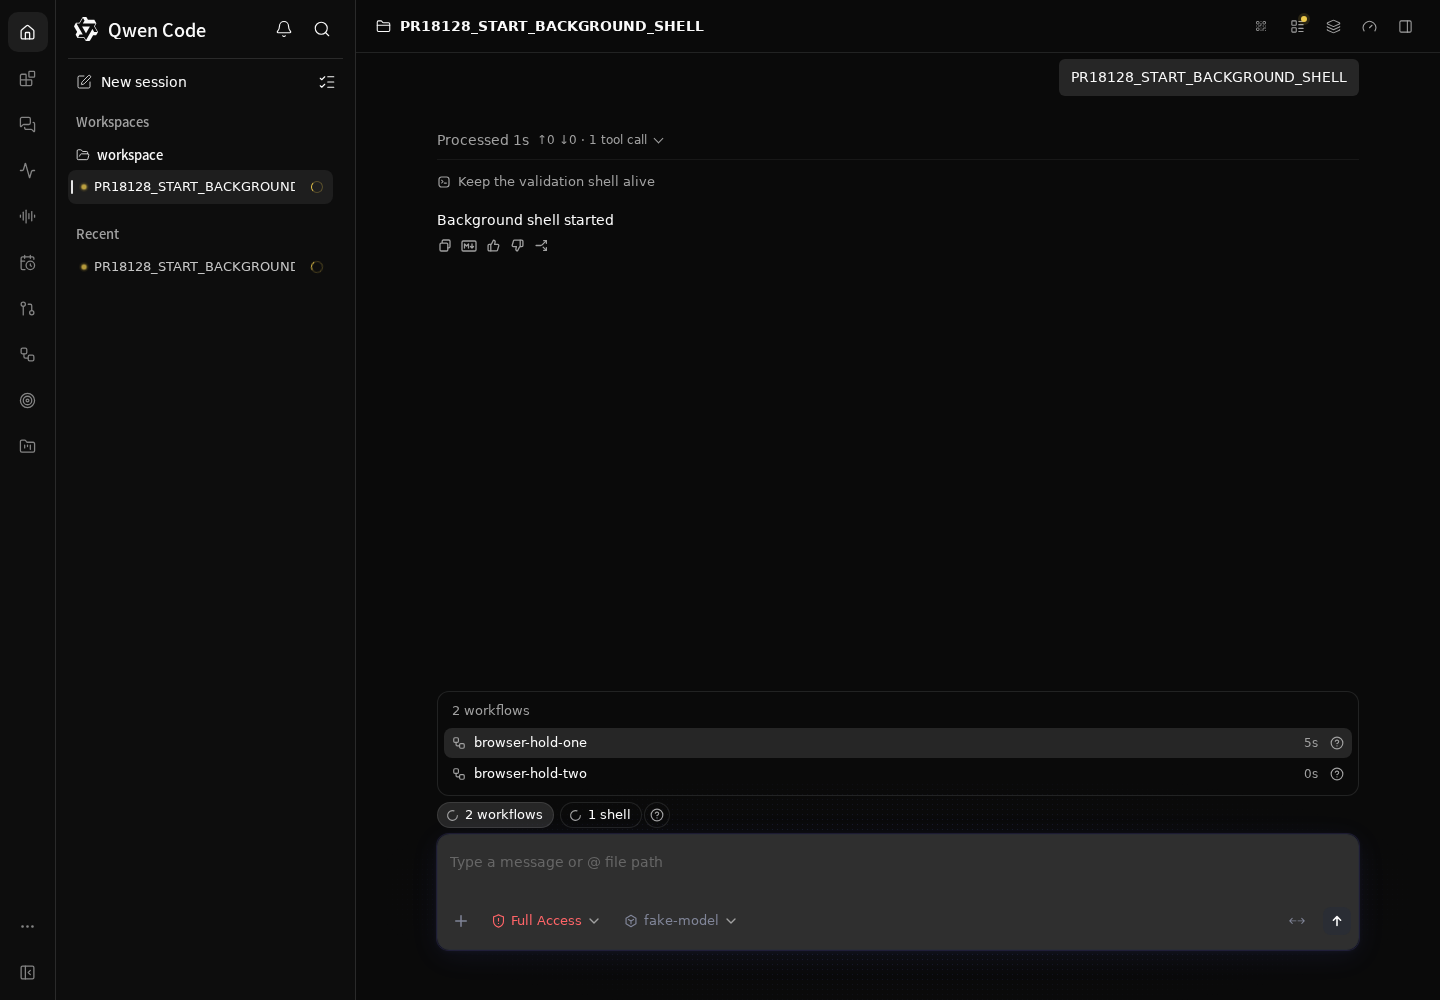 Qwen Code
New session
Workspaces
workspace
PR18128_START_BACKGROUND
Recent
PR18128_START_BACKGROUND
PR18128_START_BACKGROUND_SHELL
PR18128_START_BACKGROUND_SHELL
Processed 1s ↑0 ↓0 · 1 tool call
Keep the validation shell alive
Background shell started
2 workflows
browser-hold-one 5s
browser-hold-two 0s
2 workflows 1 shell
Type a message or @ file path
Full Access fake-model